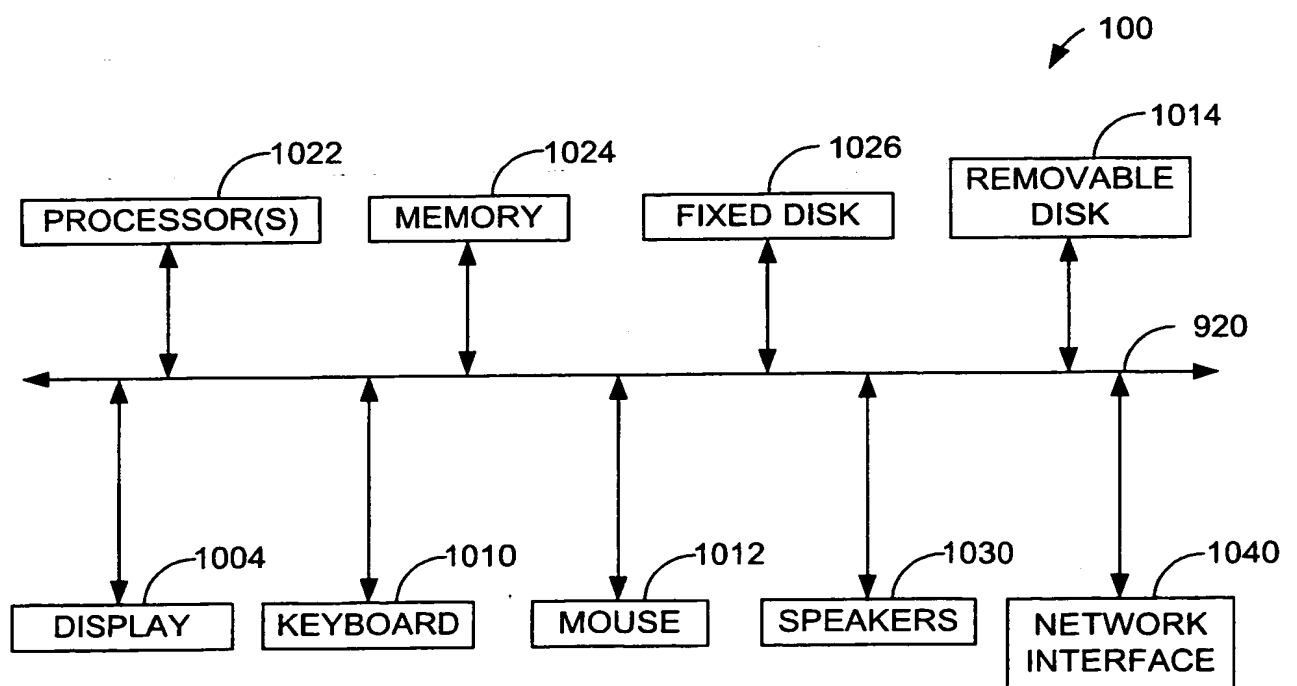 100
1014
1022
1024
1026
REMOVABLE
DISK
PROCESSOR(S)
MEMORY
FIXED DISK
920
1004
1010
1012
1030
1040
DISPLAY
KEYBOARD
MOUSE
SPEAKERS
NETWORK
INTERFACE